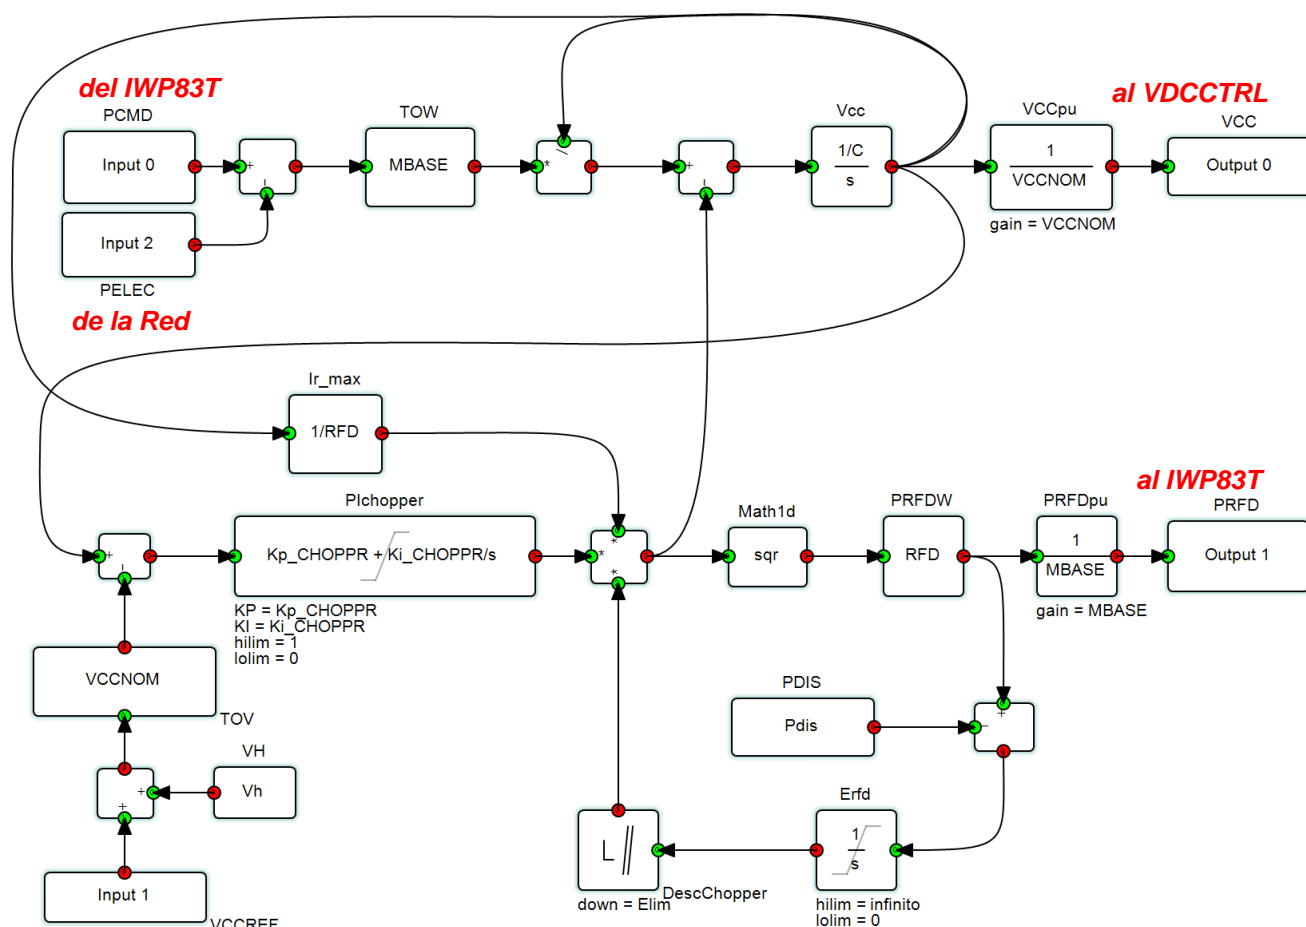 del IWP83T
al VDCCTRL
PCMD
TOW
Vcc
VCCpu
VCC
Input 0
+
-
MBASE
*
/
+
-
1/C
s
1
VCCNOM
Output 0
gain = VCCNOM
Input 2
PELEC
de la Red
Ir_max
1/RFD
al IWP83T
PIchopper
Math1d
PRFDW
PRFDpu
PRFD
+
-
Kp_CHOPPR + Ki_CHOPPR/s
*
*
*
sqr
RFD
1
MBASE
Output 1
KP = Kp_CHOPPR
KI = Ki_CHOPPR
hilim = 1
lolim = 0
gain = MBASE
VCCNOM
TOV
PDIS
Pdis
+
-
VH
+
+
Vh
Erfd
L//
1
s
DescChopper
down = Elim
hilim = infinito
lolim = 0
Input 1
VCCREF